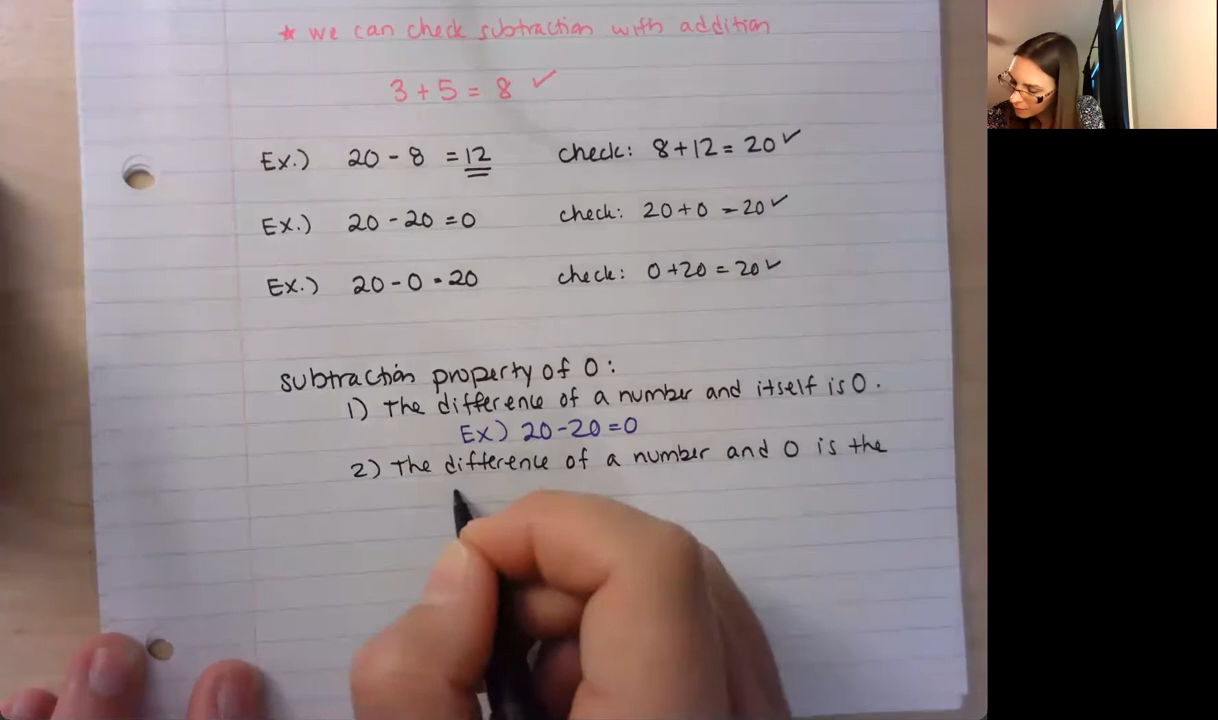 * we can check subtraction with addition
3 + 5 = 8 ✓
Ex.) 20 - 8 = 12 check: 8 + 12 = 20 ✓
Ex.) 20 - 20 = 0 check: 20 + 0 = 20 ✓
Ex.) 20 - 0 = 20 check: 0 + 20 = 20 ✓
subtraction property of 0:
1) The difference of a number and itself is 0.
Ex) 20 - 20 = 0
2) The difference of a number and 0 is the